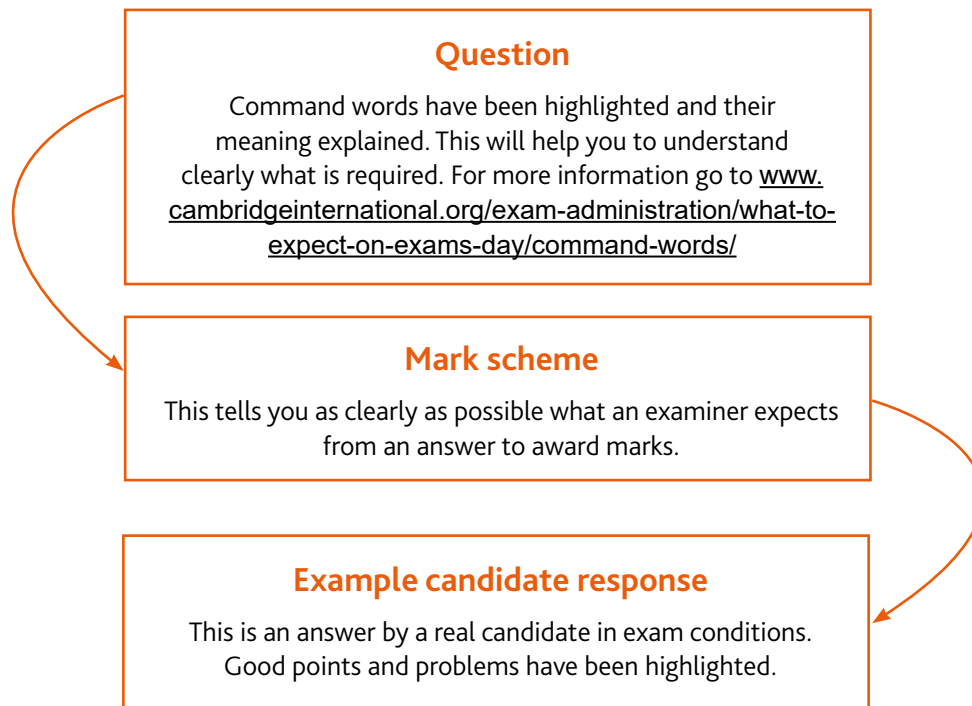 Question
Command words have been highlighted and their
meaning explained. This will help you to understand
clearly what is required. For more information go to www.
cambridgeinternational.org/exam-administration/what-to-
expect-on-exams-day/command-words/
Mark scheme
This tells you as clearly as possible what an examiner expects
from an answer to award marks.
Example candidate response
This is an answer by a real candidate in exam conditions.
Good points and problems have been highlighted.